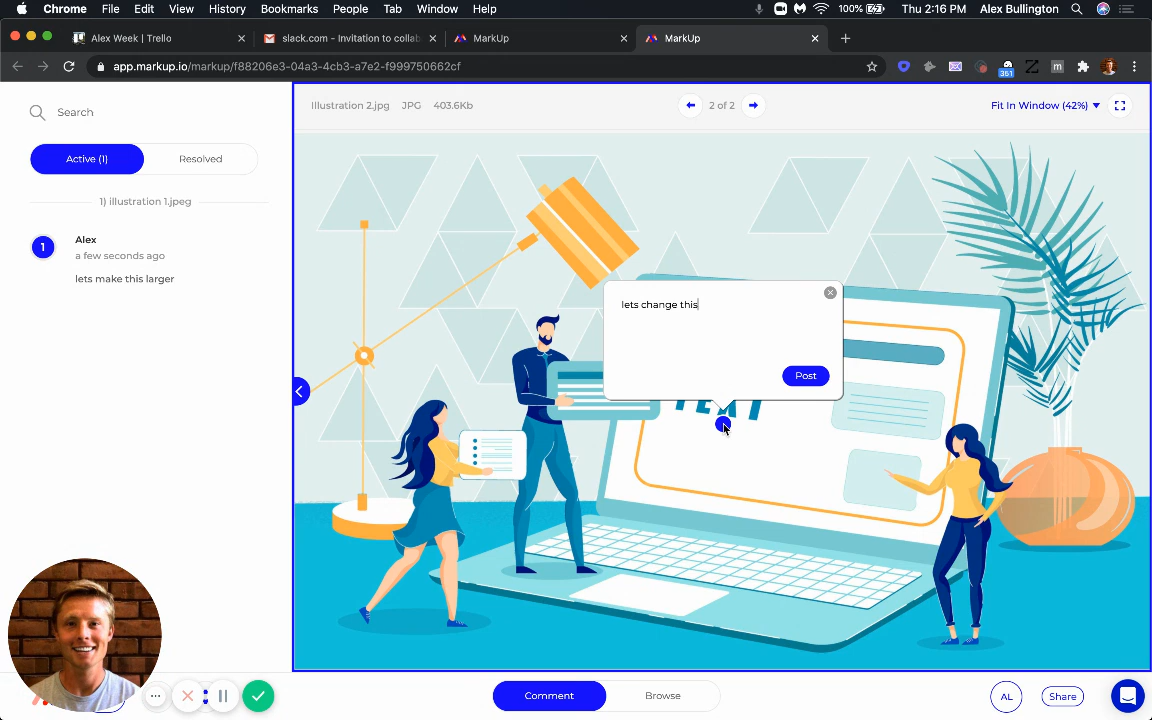 Chrome File Edit View History Bookmarks People Tab Window Help 100% Thu 2:16 PM Alex Bullington
Alex Week | Trello
slack.com - Invitation to collab
MarkUp
MarkUp
app.markup.io/markup/f88206e3-04a3-4cb3-a7e2-f999750662cf
351
Search
Illustration 2.jpg JPG 403.6Kb
2 of 2
Fit In Window (42%)
Active (1) Resolved
1) illustration 1.jpeg
1
Alex
a few seconds ago
lets make this larger
lets change this
Post
TEXT
Comment Browse
AL Share